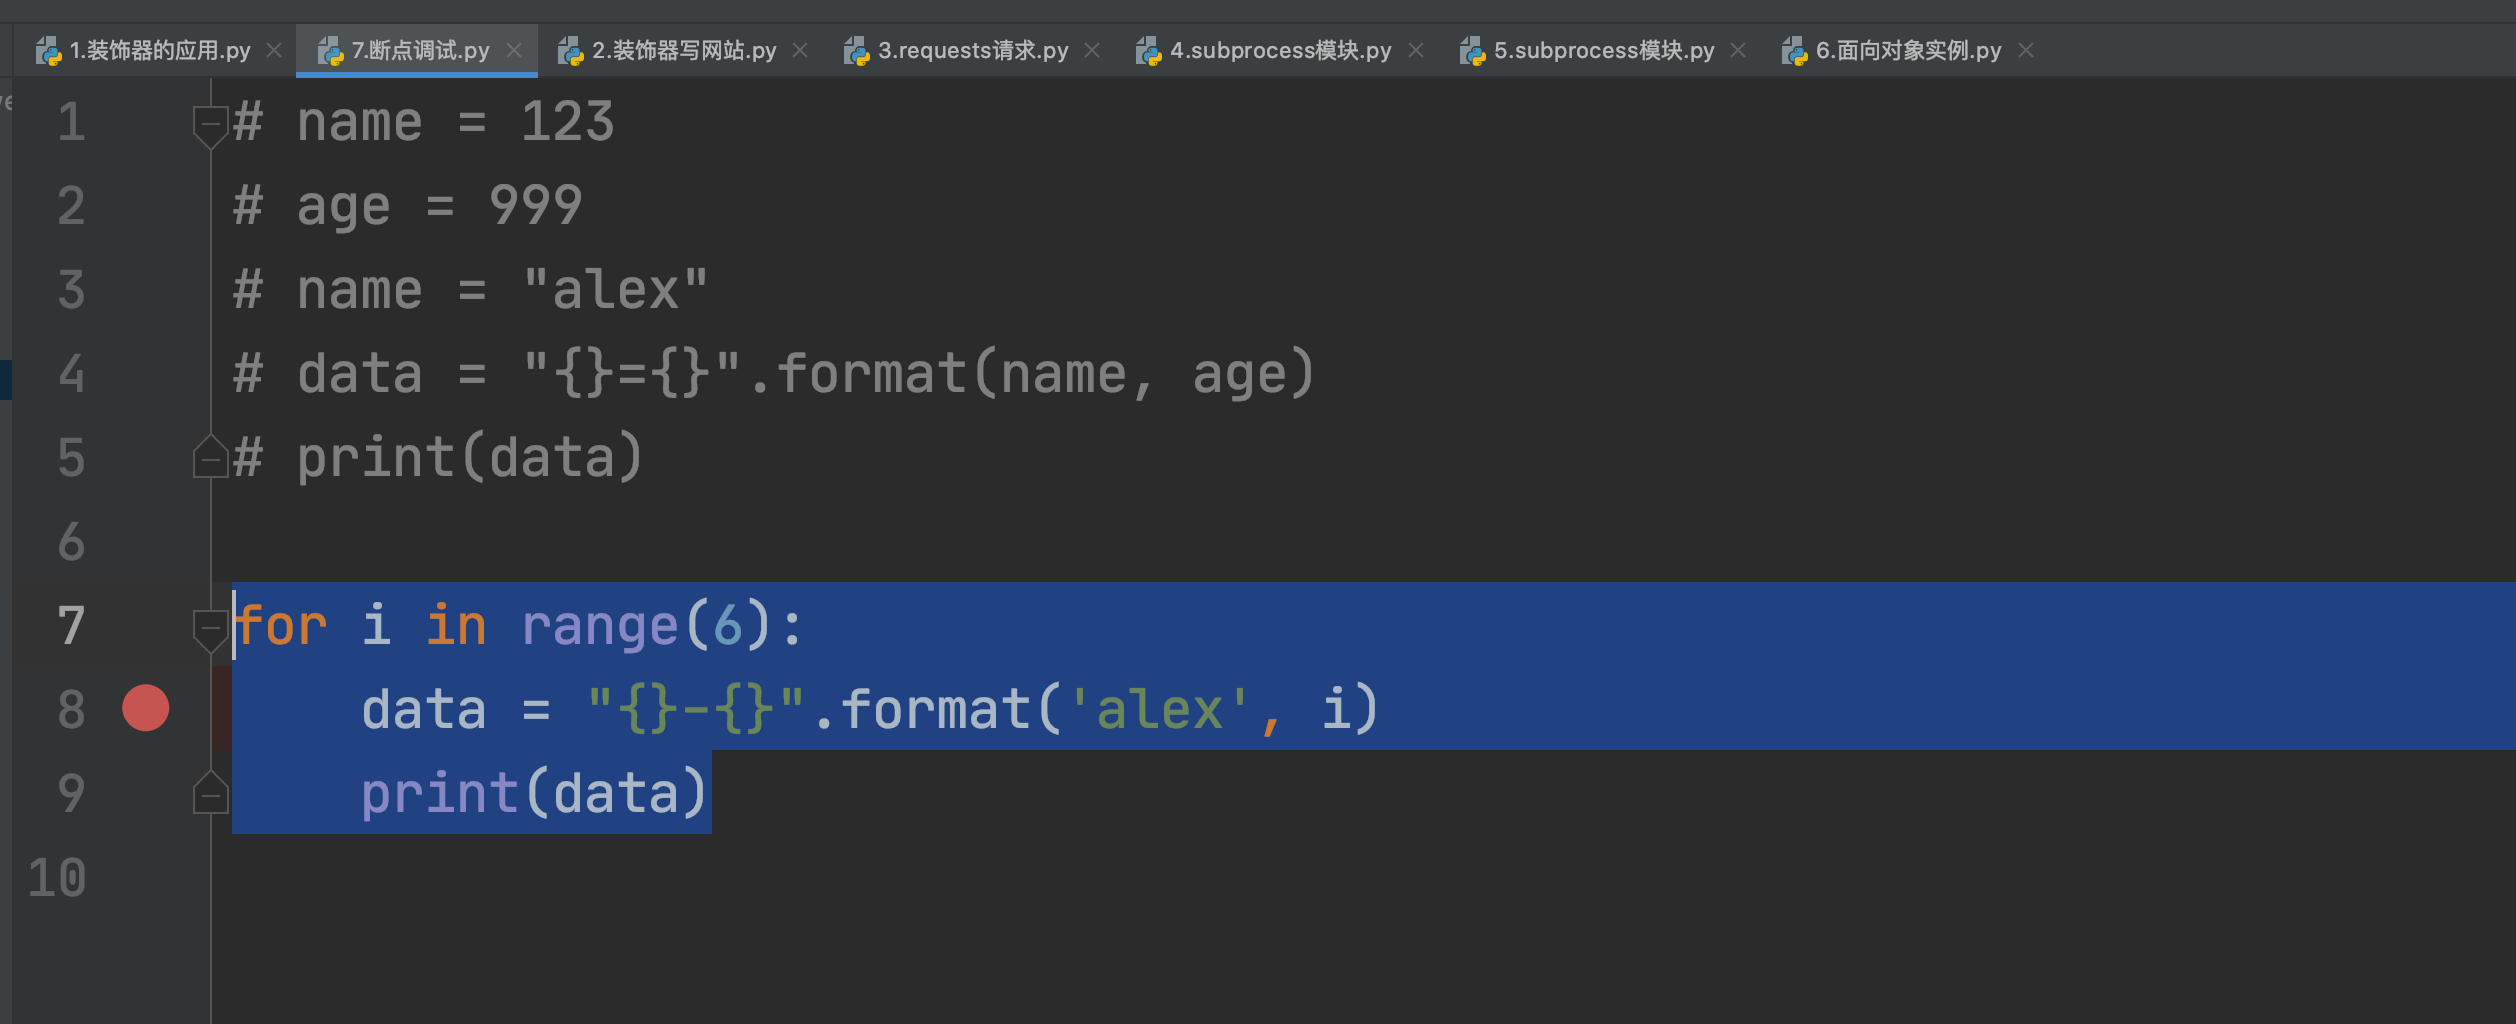 1.装饰器的应用.py 7.断点调试.py 2.装饰器写网站.py 3.requests请求.py 4.subprocess模块.py 5.subprocess模块.py 6.面向对象实例.py
1 # name = 123
2 # age = 999
3 # name = "alex"
4 # data = "{}={}".format(name, age)
5 # print(data)
6
7 for i in range(6):
8     data = "{}-{}".format('alex', i)
9     print(data)
10